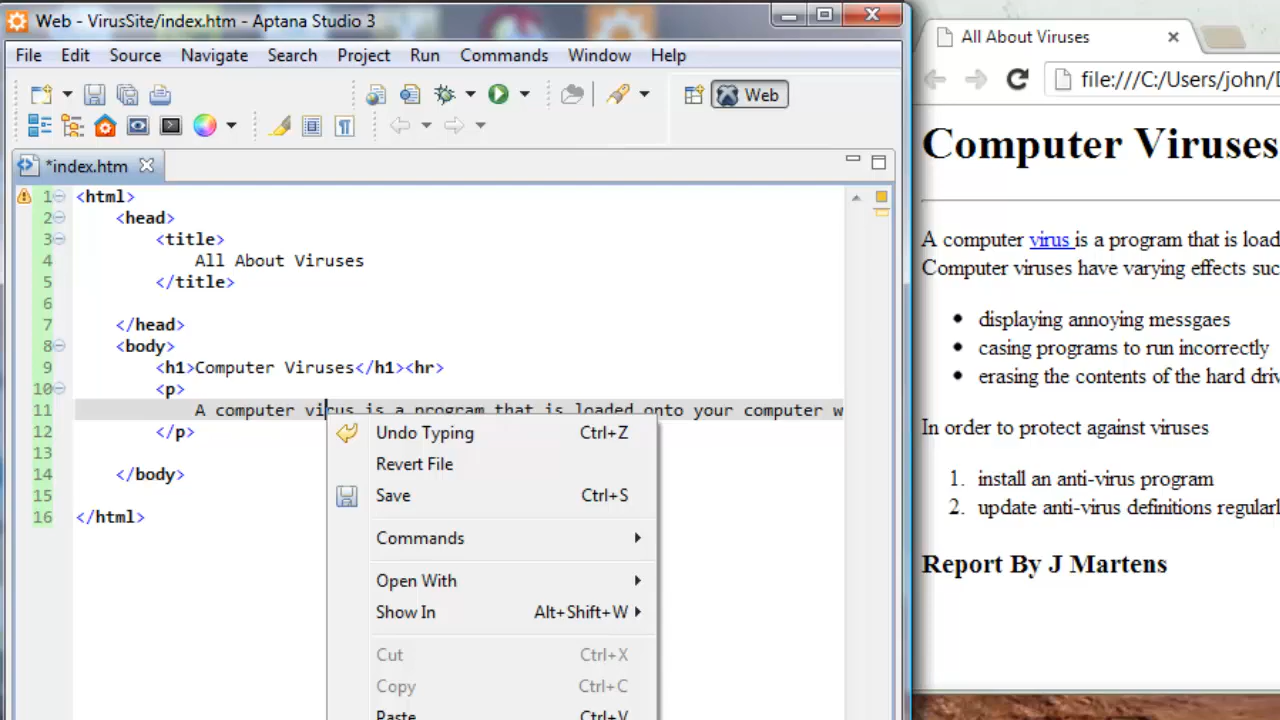 Web - VirusSite/index.htm - Aptana Studio 3
File Edit Source Search Project Run Commands Window Help
Web
*index.htm
1 <html>
2 <head>
3 <title>
4 All About Viruses
5 </title>
6
7 </head>
8 <body>
9 <h1>Computer Viruses</h1><hr>
10 <p>
11 A computer virus is a program that is loaded onto your computer w
12 </p>
13
14 </body>
15
16 </html>
Undo Typing Ctrl+Z
Revert File
Save Ctrl+S
Commands
Open With
Show In Alt+Shift+W
Cut Ctrl+X
Copy Ctrl+C
Paste Ctrl+V
All About Viruses
file:///C:/Users/john/D
Computer Viruses
A computer virus is a program that is load
Computer viruses have varying effects suc
displaying annoying messgaes
casing programs to run incorrectly
erasing the contents of the hard driv
In order to protect against viruses
1. install an anti-virus program
2. update anti-virus definitions regularl
Report By J Martens